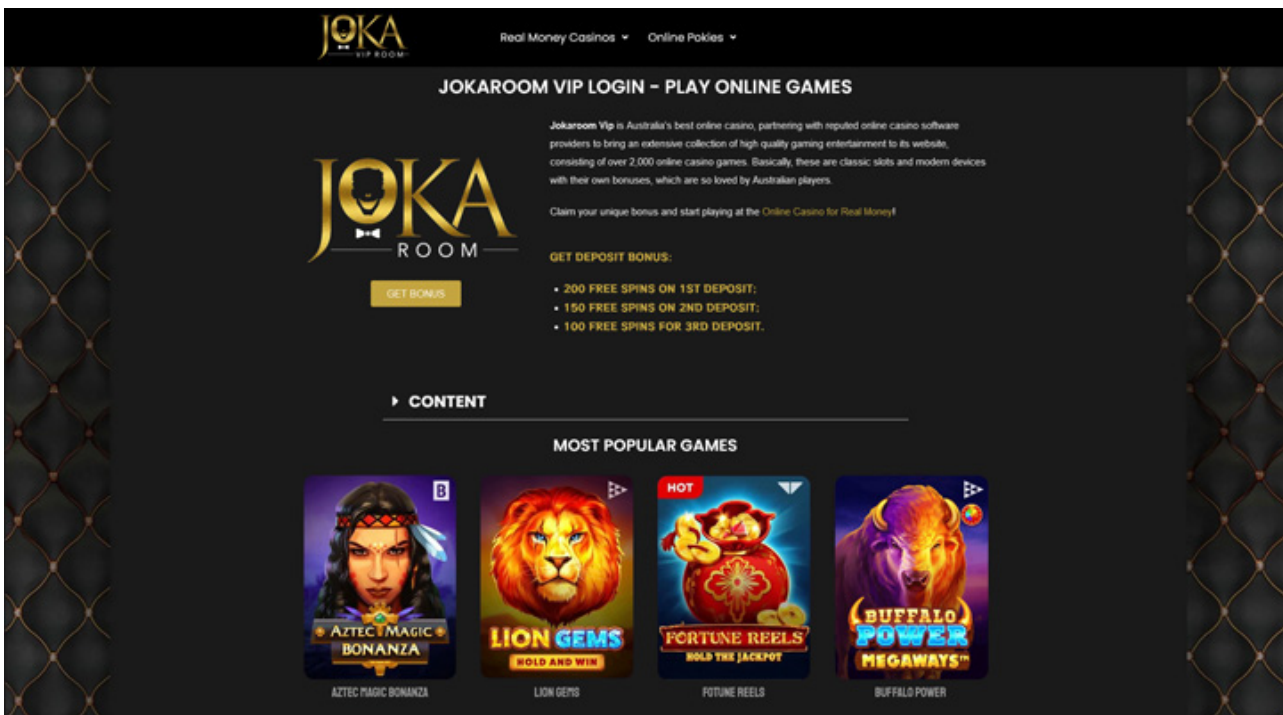 JOKA
VIP ROOM
Real Money Casinos
Online Pokies
JOKAROOM VIP LOGIN – PLAY ONLINE GAMES
Jokaroom Vip is Australia's best online casino, partnering with reputed online casino software
providers to bring an extensive collection of high quality gaming entertainment to its website,
consisting of over 2,000 online casino games. Basically, these are classic slots and modern devices
with their own bonuses, which are so loved by Australian players.
Claim your unique bonus and start playing at the Online Casino for Real Money!
JOKA
ROOM
GET BONUS
GET DEPOSIT BONUS:
• 200 FREE SPINS ON 1ST DEPOSIT;
• 150 FREE SPINS ON 2ND DEPOSIT;
• 100 FREE SPINS FOR 3RD DEPOSIT.
CONTENT
MOST POPULAR GAMES
B
AZTEC MAGIC
BONANZA
AZTEC MAGIC BONANZA
LION GEMS
HOLD AND WIN
LION GEMS
HOT
FORTUNE REELS
HOLD THE JACKPOT
FOTUNE REELS
BUFFALO
POWER
MEGAWAYS™
BUFFALO POWER